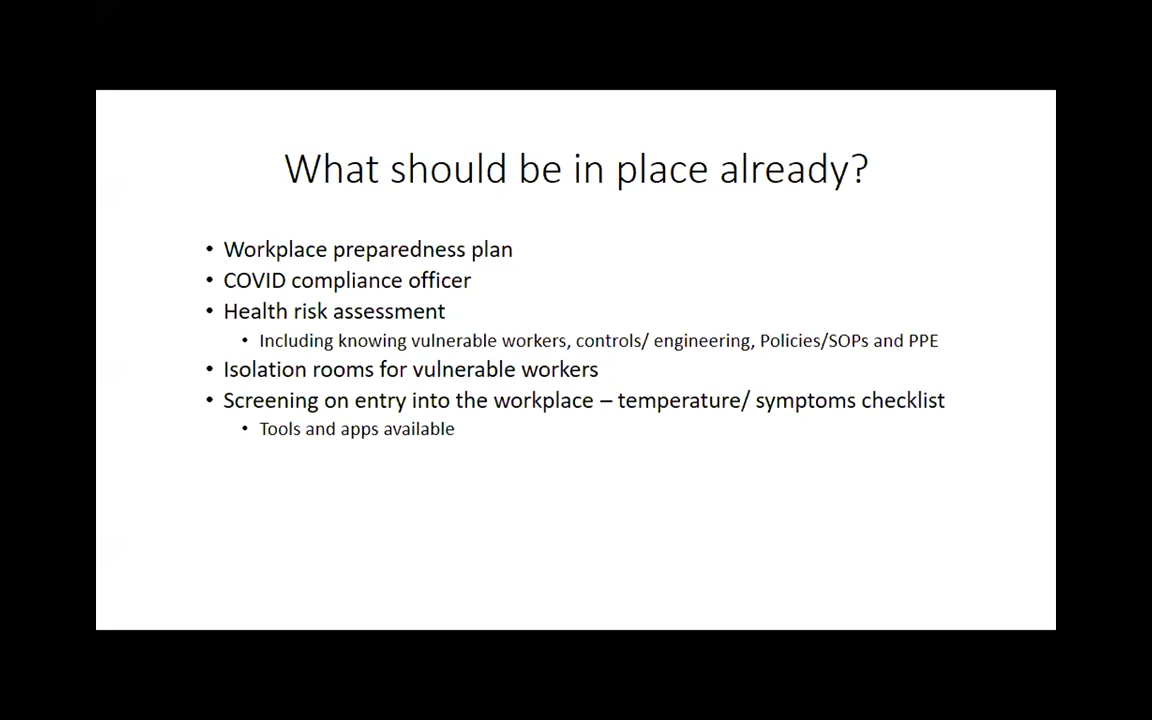 What should be in place already?
• Workplace preparedness plan
• COVID compliance officer
• Health risk assessment
• Including knowing vulnerable workers, controls/ engineering, Policies/SOPs and PPE
• Isolation rooms for vulnerable workers
• Screening on entry into the workplace – temperature/ symptoms checklist
• Tools and apps available